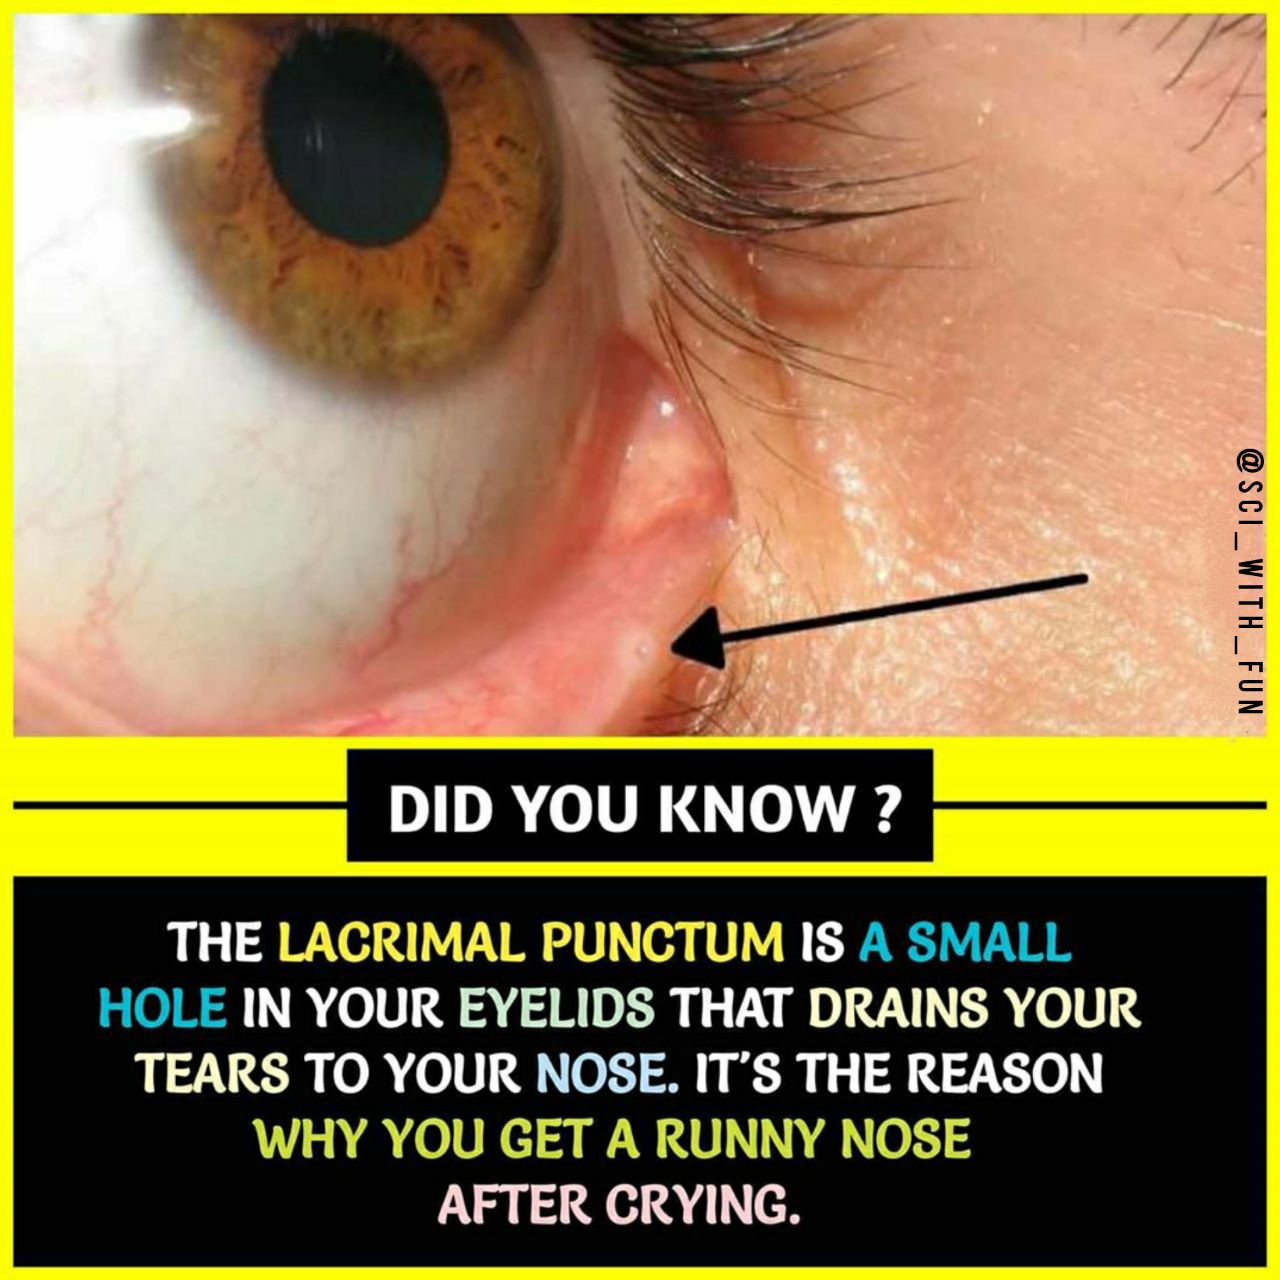 @SCI_WITH_FUN
DID YOU KNOW ?
THE LACRIMAL PUNCTUM IS A SMALL
HOLE IN YOUR EYELIDS THAT DRAINS YOUR
TEARS TO YOUR NOSE. IT'S THE REASON
WHY YOU GET A RUNNY NOSE
AFTER CRYING.